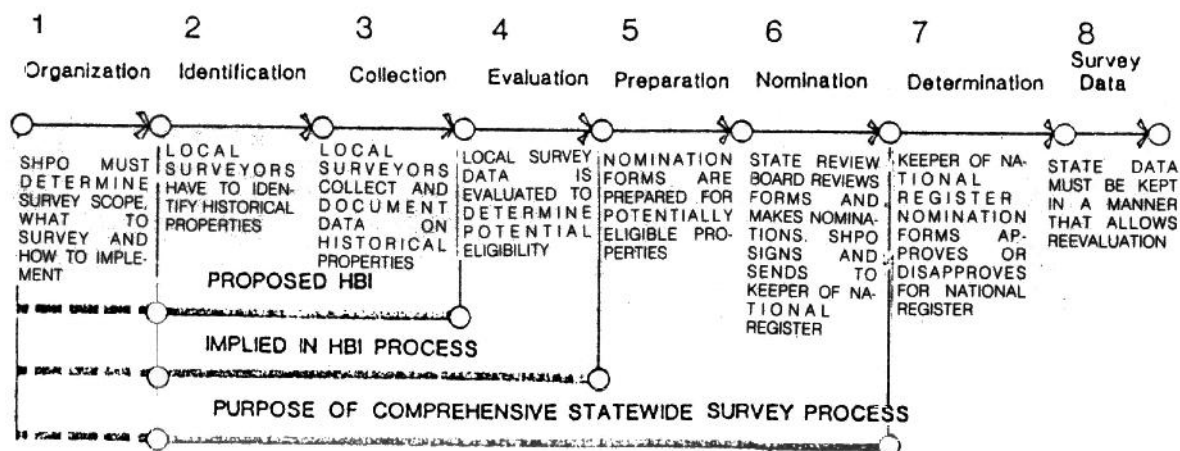 1
2
3
4
5
6
7
8
Organization
Identification
Collection
Evaluation
Preparation
Nomination
Determination
Survey
Data
SHPO MUST
DETERMINE
SURVEY SCOPE,
WHAT TO
SURVEY AND
HOW TO IMPLE-
MENT
LOCAL
SURVEYORS
HAVE TO IDEN-
TIFY HISTORICAL
PROPERTIES
LOCAL
SURVEYORS
COLLECT AND
DOCUMENT
DATA ON
HISTORICAL
PROPERTIES
LOCAL SURVEY
DATA IS
EVALUATED TO
DETERMINE
POTENTIAL
ELIGIBILITY
NOMINATION
FORMS ARE
PREPARED FOR
POTENTIALLY
ELIGIBLE PRO-
PERTIES
STATE REVIEW
BOARD REVIEWS
FORMS AND
MAKES NOMINA-
TIONS. SHPO
SIGNS AND
SENDS TO
KEEPER OF NA-
TIONAL
REGISTER
KEEPER OF NA-
TIONAL
REGISTER
NOMINATION
FORMS AP-
PROVES OR
DISAPPROVES
FOR NATIONAL
REGISTER
STATE DATA
MUST BE KEPT
IN A MANNER
THAT ALLOWS
REEVALUATION
PROPOSED HBI
IMPLIED IN HBI PROCESS
PURPOSE OF COMPREHENSIVE STATEWIDE SURVEY PROCESS